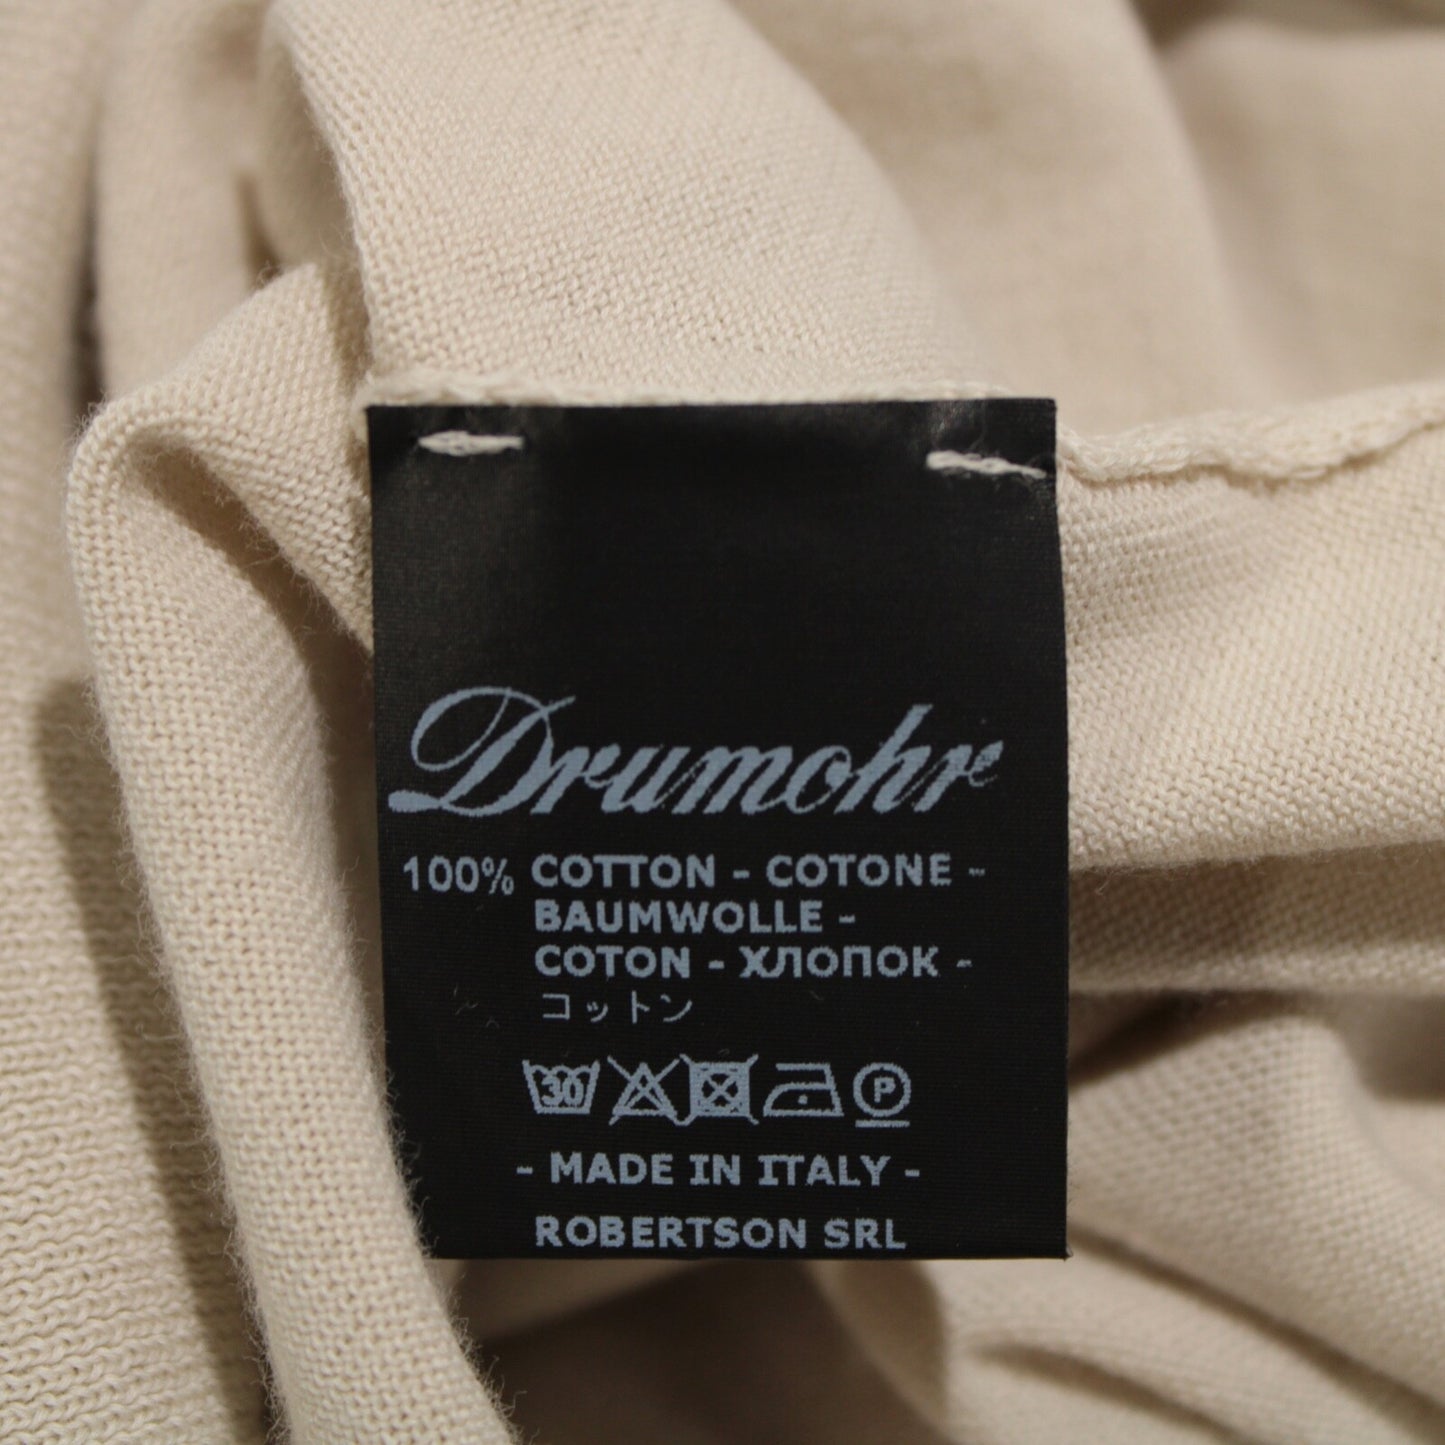 Drumohr
100% COTTON - COTONE -
BAUMWOLLE -
COTON - ХЛОПОК -
コットン
30 P
- MADE IN ITALY -
ROBERTSON SRL